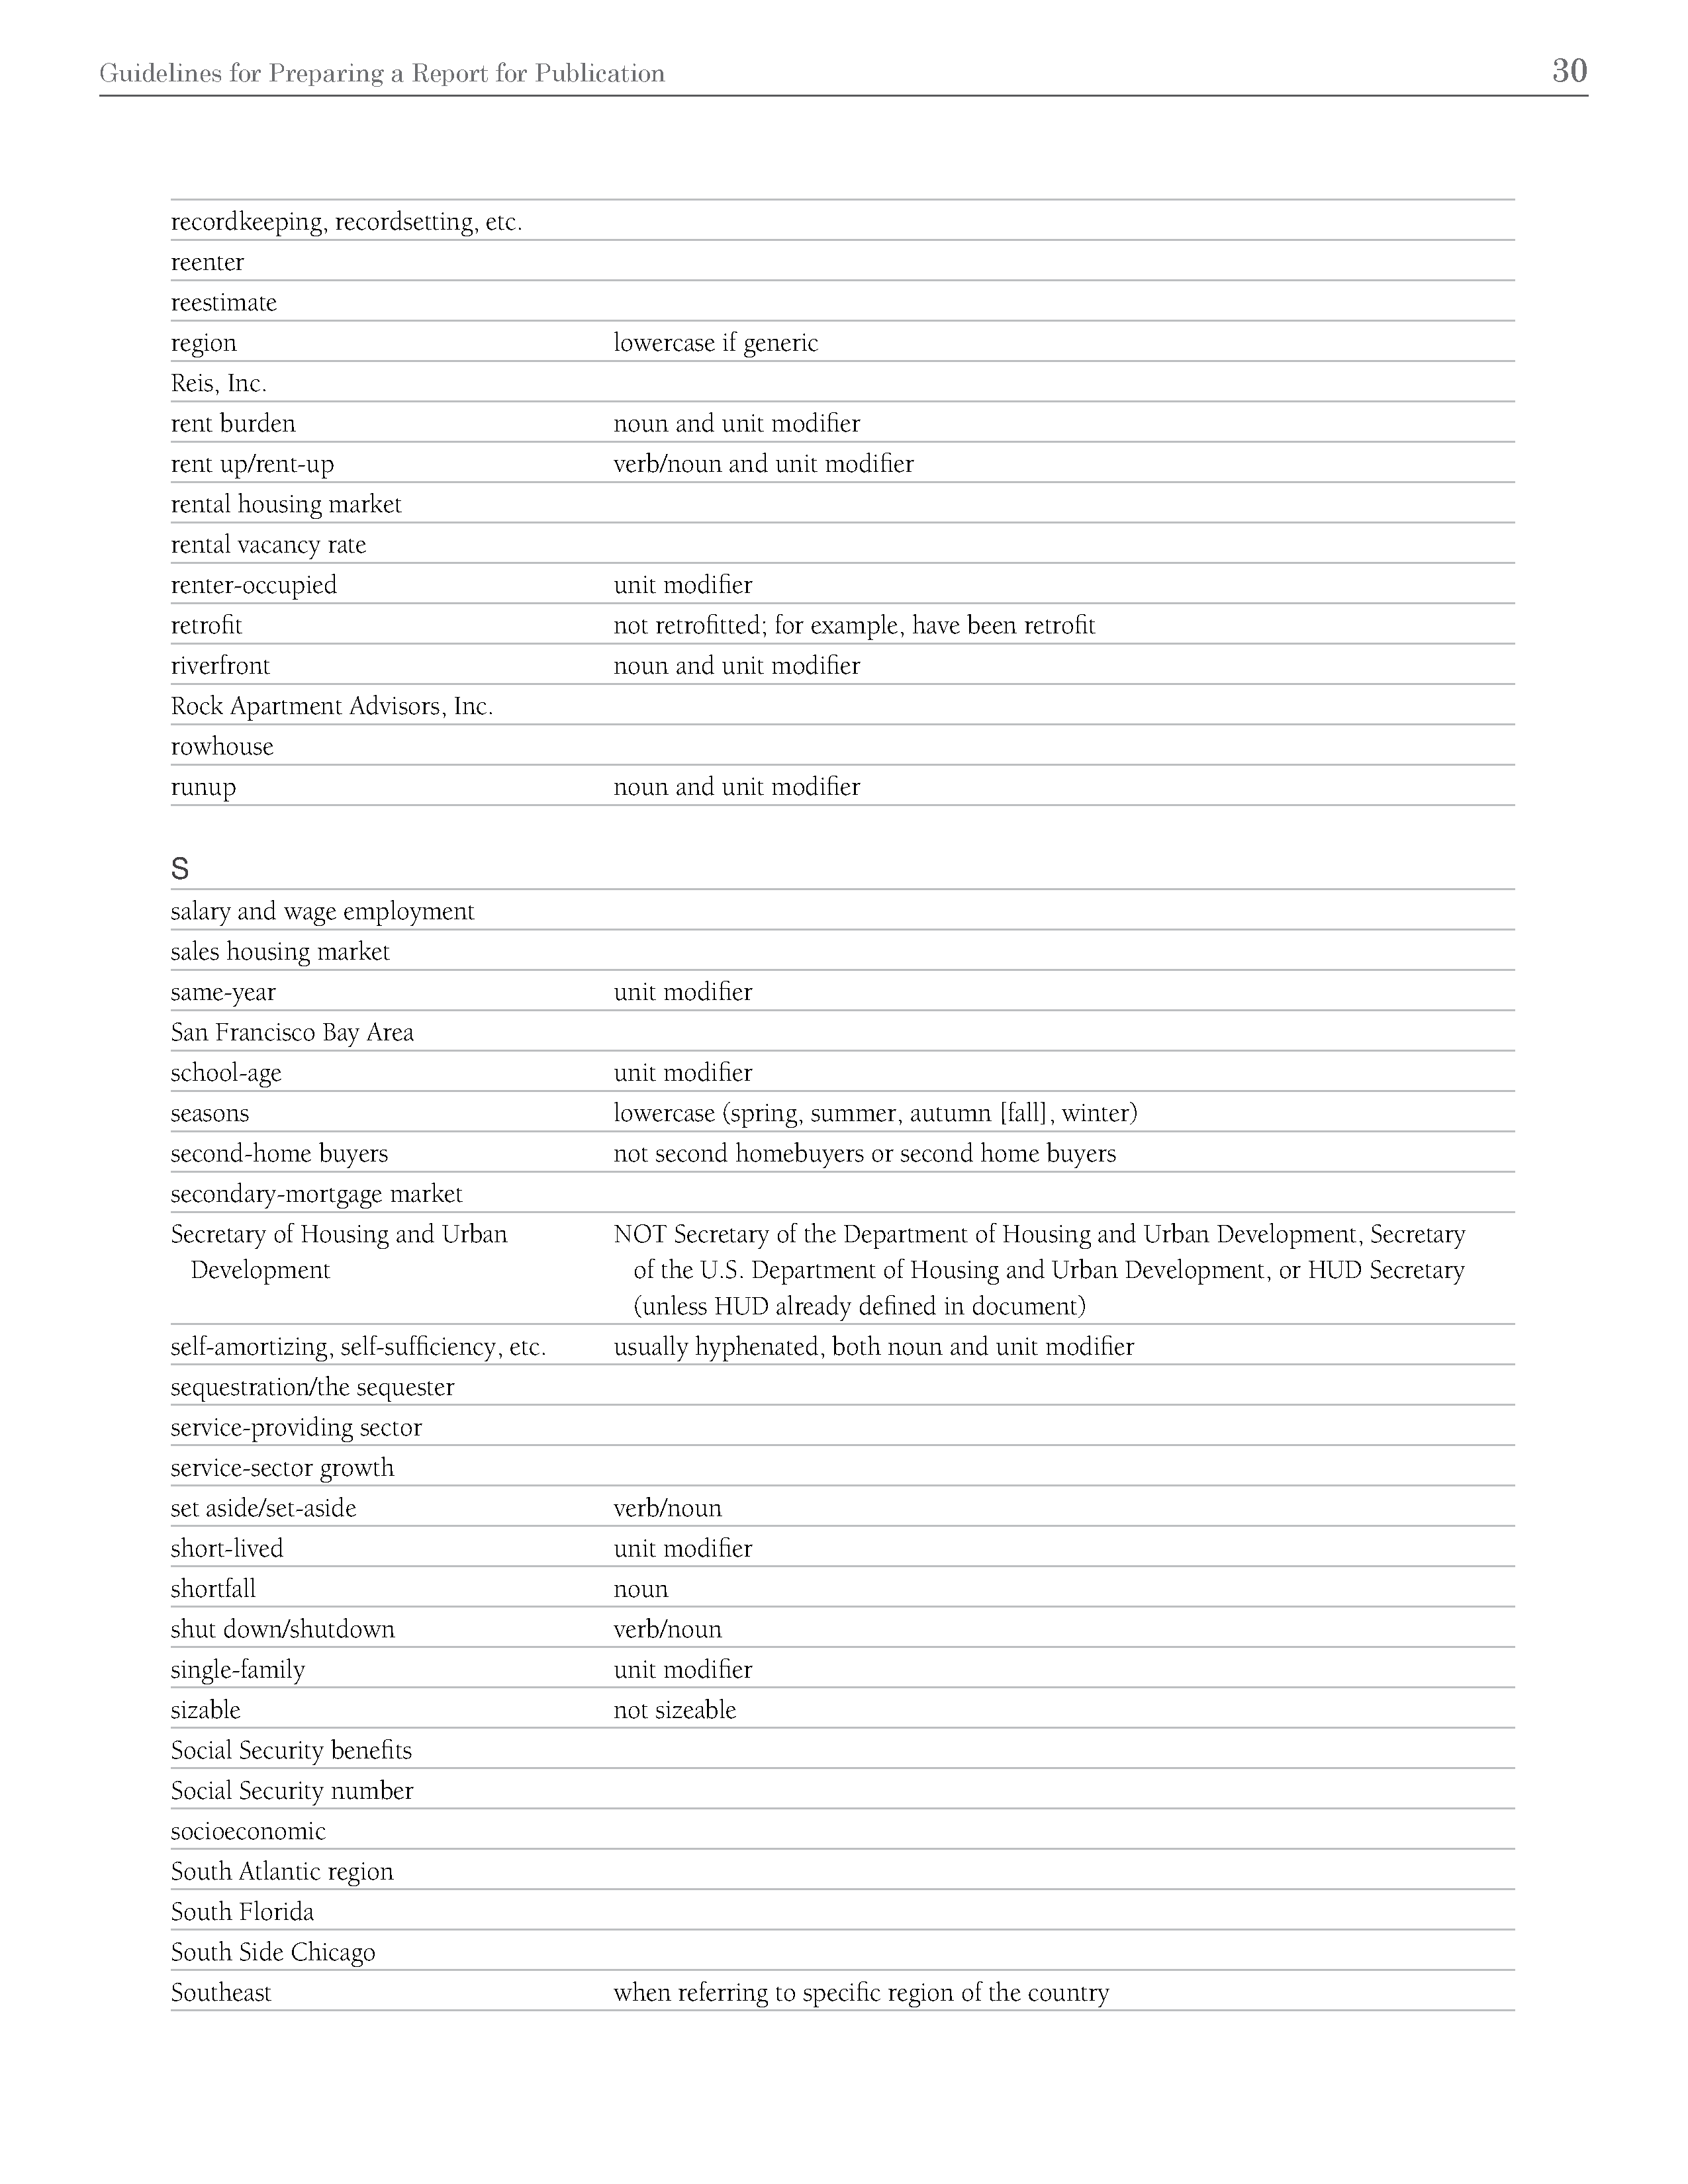 Guidelines for Preparing a Report for Publication 30
recordkeeping, recordsetting, etc.
reenter
reestimate
region lowercase if generic
Reis, Inc.
rent burden noun and unit modifier
rent up/rent-up verb/noun and unit modifier
rental housing market
rental vacancy rate
renter-occupied unit modifier
retrofit not retrofitted; for example, have been retrofit
riverfront noun and unit modifier
Rock Apartment Advisors, Inc.
rowhouse
runup noun and unit modifier
S
salary and wage employment
sales housing market
same-year unit modifier
San Francisco Bay Area
school-age unit modifier
seasons lowercase (spring, summer, autumn [fall], winter)
second-home buyers not second homebuyers or second home buyers
secondary-mortgage market
Secretary of Housing and Urban NOT Secretary of the Department of Housing and Urban Development, Secretary
Development of the U.S. Department of Housing and Urban Development, or HUD Secretary
(unless HUD already defined in document)
self-amortizing, self-sufficiency, etc. usually hyphenated, both noun and unit modifier
sequestration/the sequester
service-providing sector
service-sector growth
set aside/set-aside verb/noun
short-lived unit modifier
shortfall noun
shut down/shutdown verb/noun
single-family unit modifier
sizable not sizeable
Social Security benefits
Social Security number
socioeconomic
South Atlantic region
South Florida
South Side Chicago
Southeast when referring to specific region of the country